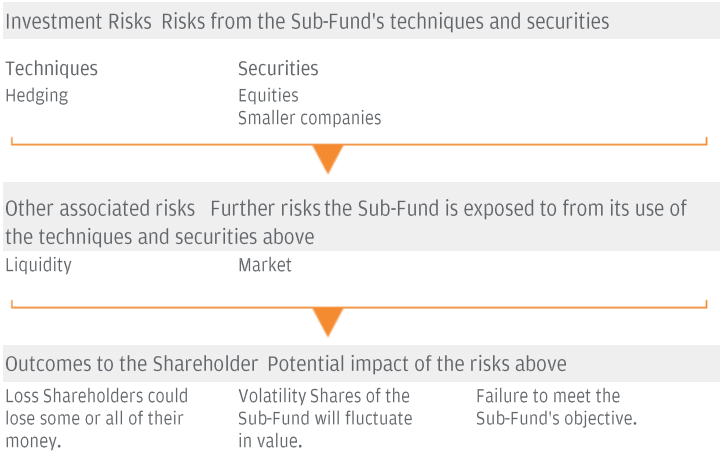 Investment Risks Risks from the Sub-Fund's techniques and securities
Techniques
Securities
Hedging
Equities
Smaller companies
Other associated risks Further risks the Sub-Fund is exposed to from its use of
the techniques and securities above
Liquidity
Market
Outcomes to the Shareholder Potential impact of the risks above
Loss Shareholders could
lose some or all of their
money.
Volatility Shares of the
Sub-Fund will fluctuate
in value.
Failure to meet the
Sub-Fund's objective.